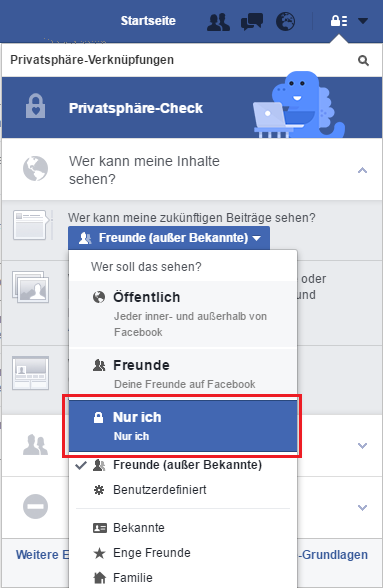 Startseite
Privatsphäre-Verknüpfungen
Privatsphäre-Check
Wer kann meine Inhalte
sehen?
Wer kann meine zukünftigen Beiträge sehen?
Freunde (außer Bekannte)
Wer soll das sehen?
oder
Öffentlich
und
Jeder inner- und außerhalb von
Facebook
Freunde
Deine Freunde auf Facebook
Nur ich
Nur ich
Freunde (außer Bekannte)
Benutzerdefiniert
Bekannte
Enge Freunde
Weitere E
-Grundlagen
Familie